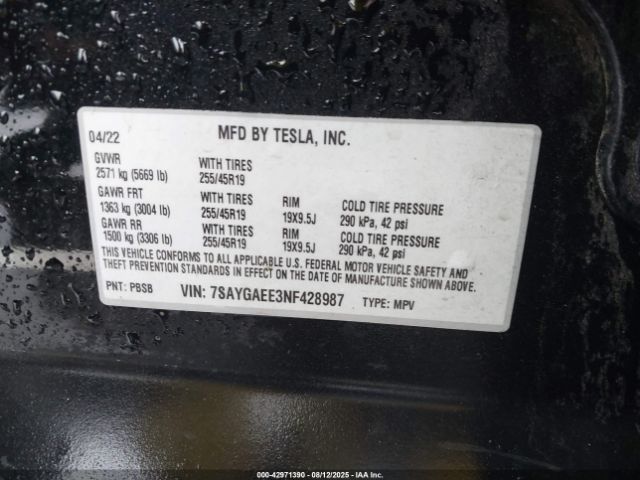 04/22 MFD BY TESLA, INC.
GVWR
2571 kg (5669 lb) WITH TIRES 255/45R19
GAWR FRT
1363 kg (3004 lb) WITH TIRES 255/45R19 RIM 19X9.5J COLD TIRE PRESSURE 290 kPa, 42 psi
GAWR RR
1500 kg (3306 lb) WITH TIRES 255/45R19 RIM 19X9.5J COLD TIRE PRESSURE 290 kPa, 42 psi
THIS VEHICLE CONFORMS TO ALL APPLICABLE U.S. FEDERAL MOTOR VEHICLE SAFETY AND
THEFT PREVENTION STANDARDS IN EFFECT ON THE DATE OF MANUFACTURE SHOWN ABOVE.
PNT: PBSB VIN: 7SAYGAEE3NF428987 TYPE: MPV
000-42971390 - 08/12/2025 - IAA Inc.